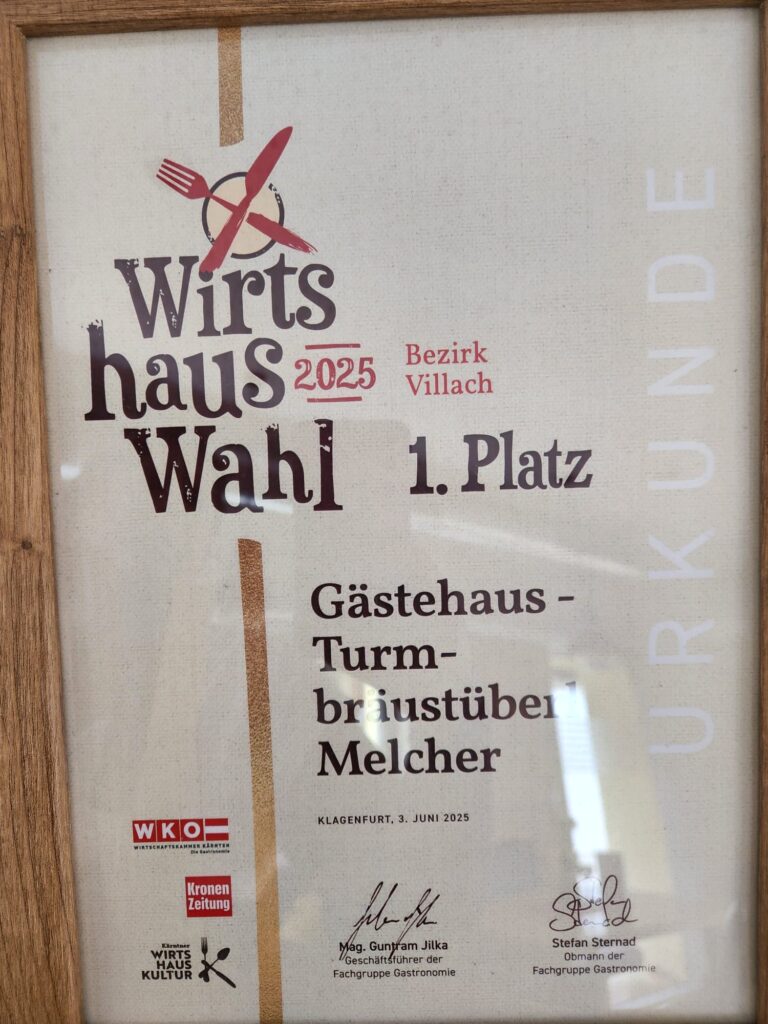 Wirts
haus
Wahl
2025
Bezirk
Villach
1. Platz
URKUNDE
Gästehaus -
Turm-
bräustüberl
Melcher
KLAGENFURT, 3. JUNI 2025
WKO
WIRTSCHAFTSKAMMER KÄRNTEN
Die Gastronomie
Kronen
Zeitung
Kärntner
WIRTS
HAUS
KULTUR
Mag. Guntram Jilka
Geschäftsführer der
Fachgruppe Gastronomie
Stefan Sternad
Obmann der
Fachgruppe Gastronomie